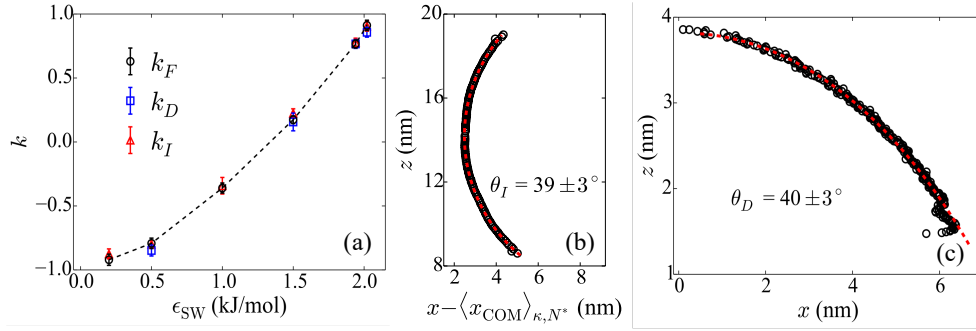 1.0
0.5
0.0
−0.5
−1.0
k
k_F
k_D
k_I
(a)
0.0 0.5 1.0 1.5 2.0
ϵ_SW (kJ/mol)
20
16
12
8
z (nm)
θ_I = 39 ±3°
(b)
2 4 6 8
x−⟨x_COM⟩_κ,N* (nm)
4
3
2
1
z (nm)
θ_D = 40±3°
(c)
0 2 4 6
x (nm)